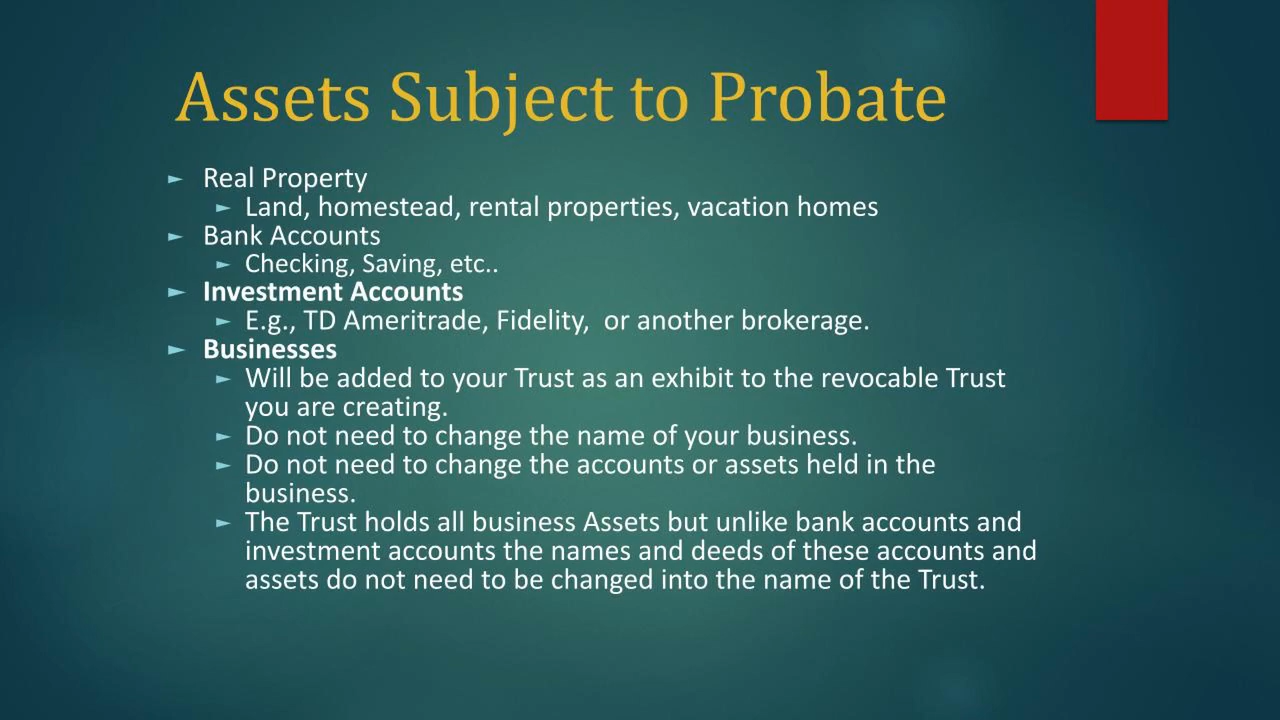 Assets Subject to Probate
► Real Property
► Land, homestead, rental properties, vacation homes
► Bank Accounts
► Checking, Saving, etc..
► Investment Accounts
► E.g., TD Ameritrade, Fidelity,  or another brokerage.
► Businesses
► Will be added to your Trust as an exhibit to the revocable Trust
you are creating.
► Do not need to change the name of your business.
► Do not need to change the accounts or assets held in the
business.
► The Trust holds all business Assets but unlike bank accounts and
investment accounts the names and deeds of these accounts and
assets do not need to be changed into the name of the Trust.